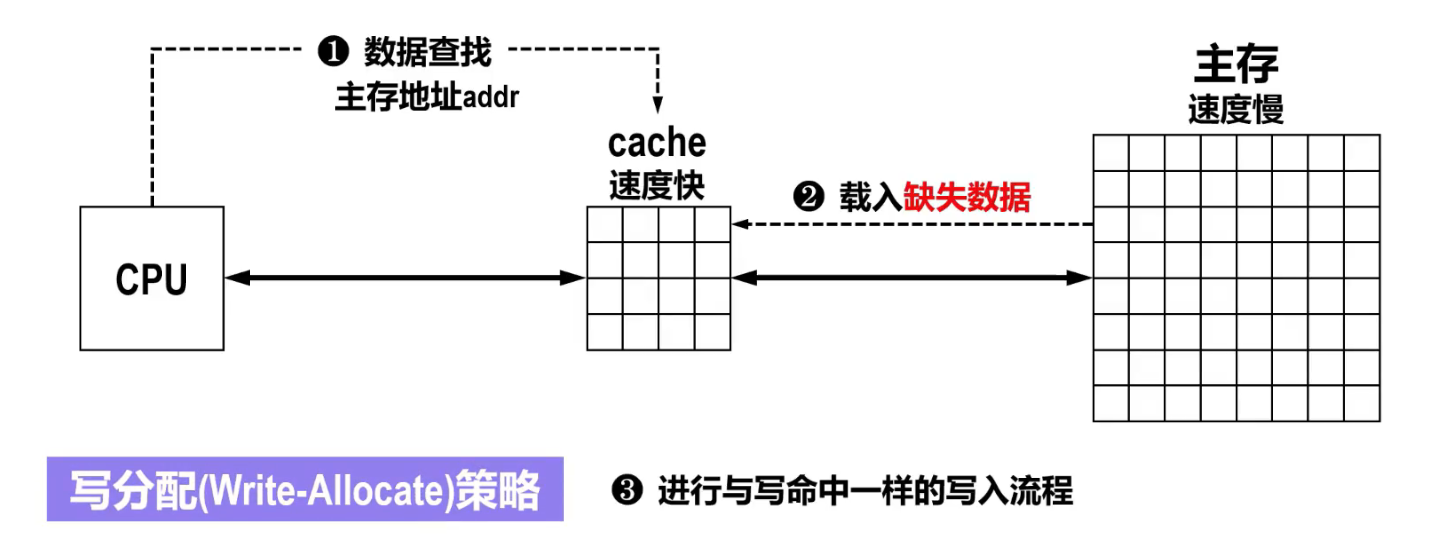 ❶ 数据查找
主存地址addr
主存
速度慢
cache
速度快
❷ 载入缺失数据
CPU
写分配(Write-Allocate)策略
❸ 进行与写命中一样的写入流程